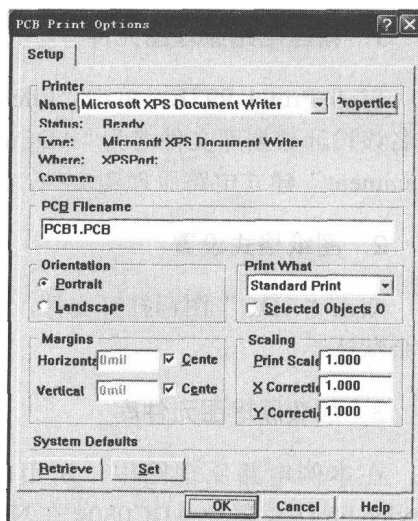 PCB Print Options
Setup
Printer
Name Microsoft XPS Document Writer Properties
Status: Ready
Type: Microsoft XPS Document Writer
Where: XPSPort:
Commen
PCB Filename
PCB1.PCB
Orientation
Portrait
Landscape
Print What
Standard Print
Selected Objects O
Margins
Horizonta 0mil Cente
Vertical 0mil Cente
Scaling
Print Scale 1.000
X Correctio 1.000
Y Correctio 1.000
System Defaults
Retrieve Set
OK Cancel Help